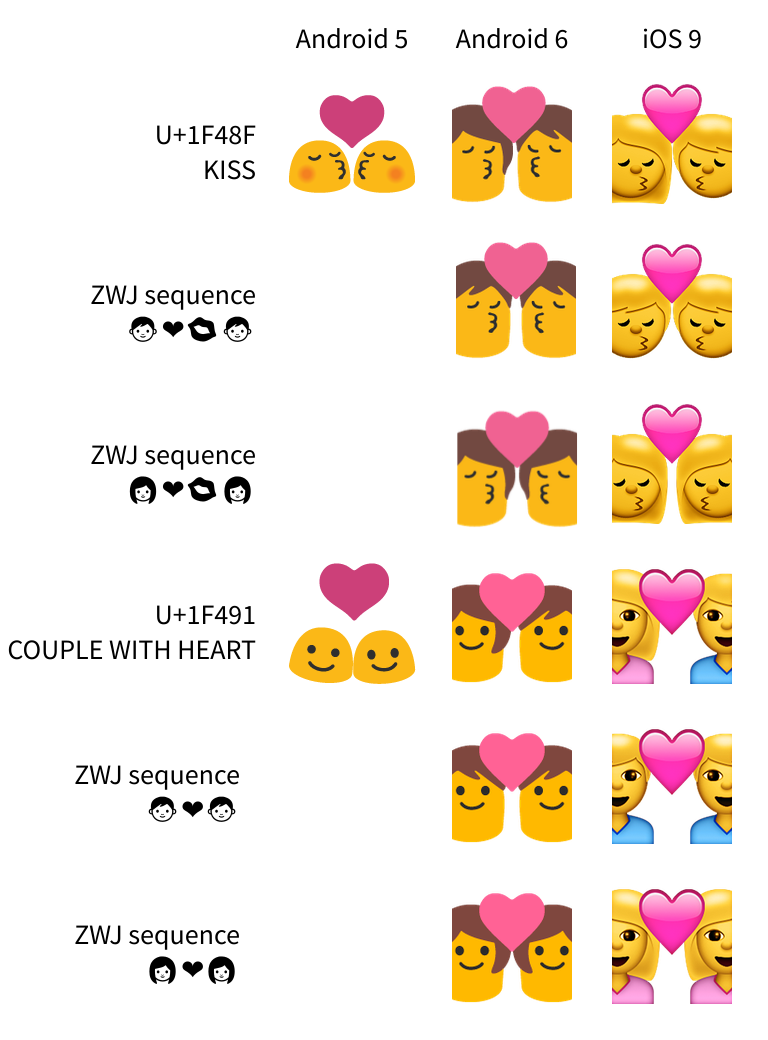 Android 5
Android 6
iOS 9
U+1F48F
KISS
ZWJ sequence
ZWJ sequence
U+1F491
COUPLE WITH HEART
ZWJ sequence
ZWJ sequence